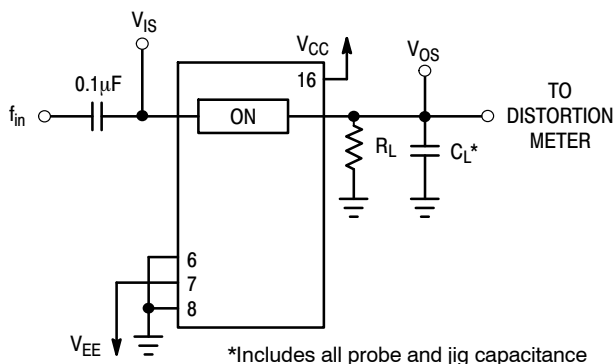 V_IS
V_CC
V_OS
16
0.1μF
f_in
ON
R_L
C_L*
TO
DISTORTION
METER
6
7
8
V_EE
*Includes all probe and jig capacitance